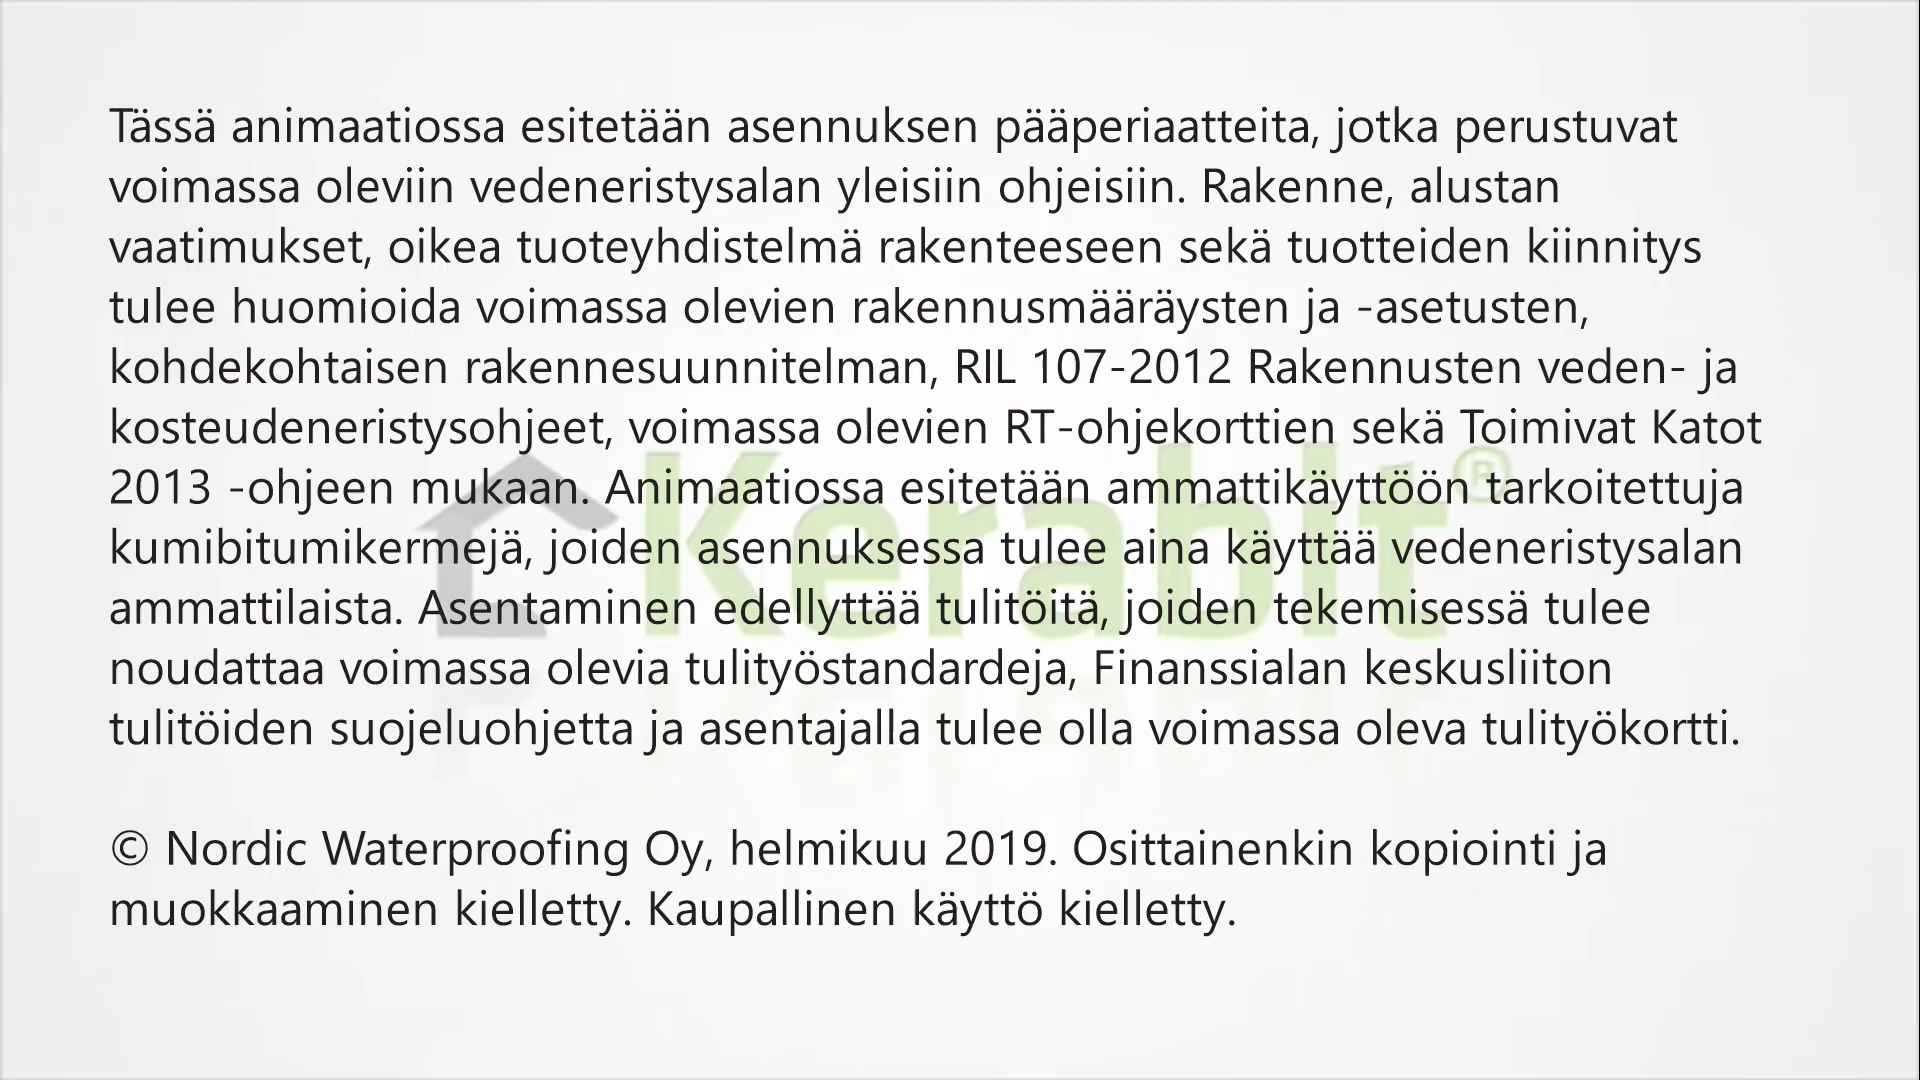 Tässä animaatiossa esitetään asennuksen pääperiaatteita, jotka perustuvat
voimassa oleviin vedeneristysalan yleisiin ohjeisiin. Rakenne, alustan
vaatimukset, oikea tuoteyhdistelmä rakenteeseen sekä tuotteiden kiinnitys
tulee huomioida voimassa olevien rakennusmääräysten ja -asetusten,
kohdekohtaisen rakennesuunnitelman, RIL 107-2012 Rakennusten veden- ja
kosteudeneristysohjeet, voimassa olevien RT-ohjekorttien sekä Toimivat Katot
2013 -ohjeen mukaan. Animaatiossa esitetään ammattikäyttöön tarkoitettuja
kumibitumikermejä, joiden asennuksessa tulee aina käyttää vedeneristysalan
ammattilaista. Asentaminen edellyttää tulitöitä, joiden tekemisessä tulee
noudattaa voimassa olevia tulityöstandardeja, Finanssialan keskusliiton
tulitöiden suojeluohjetta ja asentajalla tulee olla voimassa oleva tulityökortti.
© Nordic Waterproofing Oy, helmikuu 2019. Osittainenkin kopiointi ja
muokkaaminen kielletty. Kaupallinen käyttö kielletty.
Kerabit®